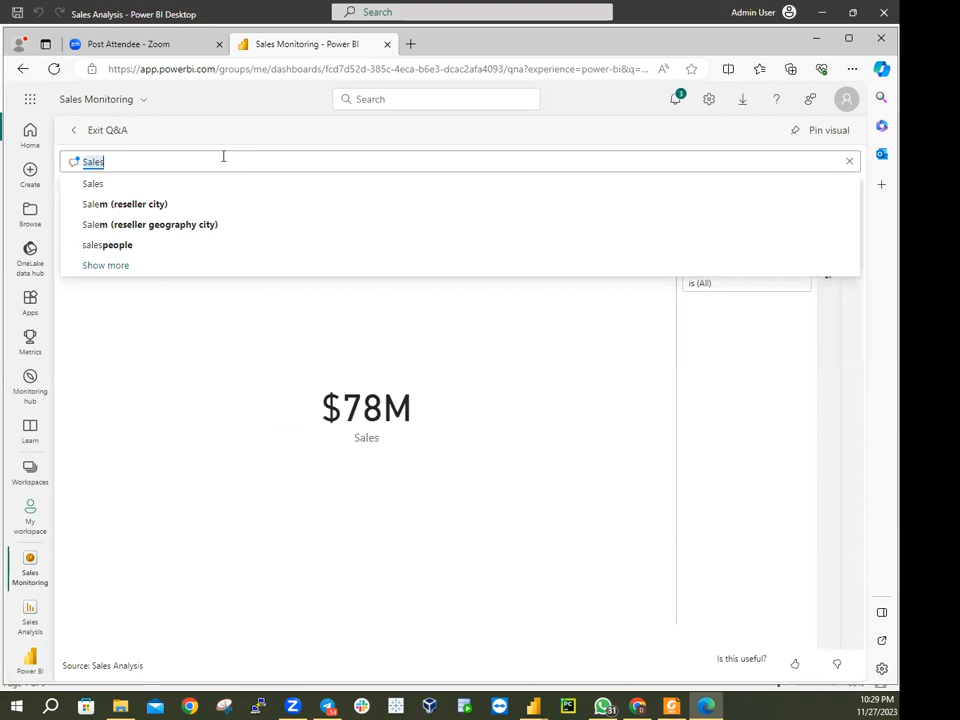 Sales Analysis - Power BI Desktop
Search
Admin User
Post Attendee - Zoom
Sales Monitoring - Power BI
https://app.powerbi.com/groups/me/dashboards/fcd7d52d-385c-4eca-b6e3-dcac2afa4093/qna?experience=power-bi&q=...
Sales Monitoring
Search
3
Exit Q&A
Pin visual
Sales
Sales
Salem (reseller city)
Salem (reseller geography city)
salespeople
Show more
is (All)
$78M
Sales
Home
Create
Browse
OneLake
data hub
Apps
Metrics
Monitoring
hub
Learn
Workspaces
My
workspace
Sales
Monitoring
Sales
Analysis
Power BI
Source: Sales Analysis
Is this useful?
10:29 PM
11/27/2023